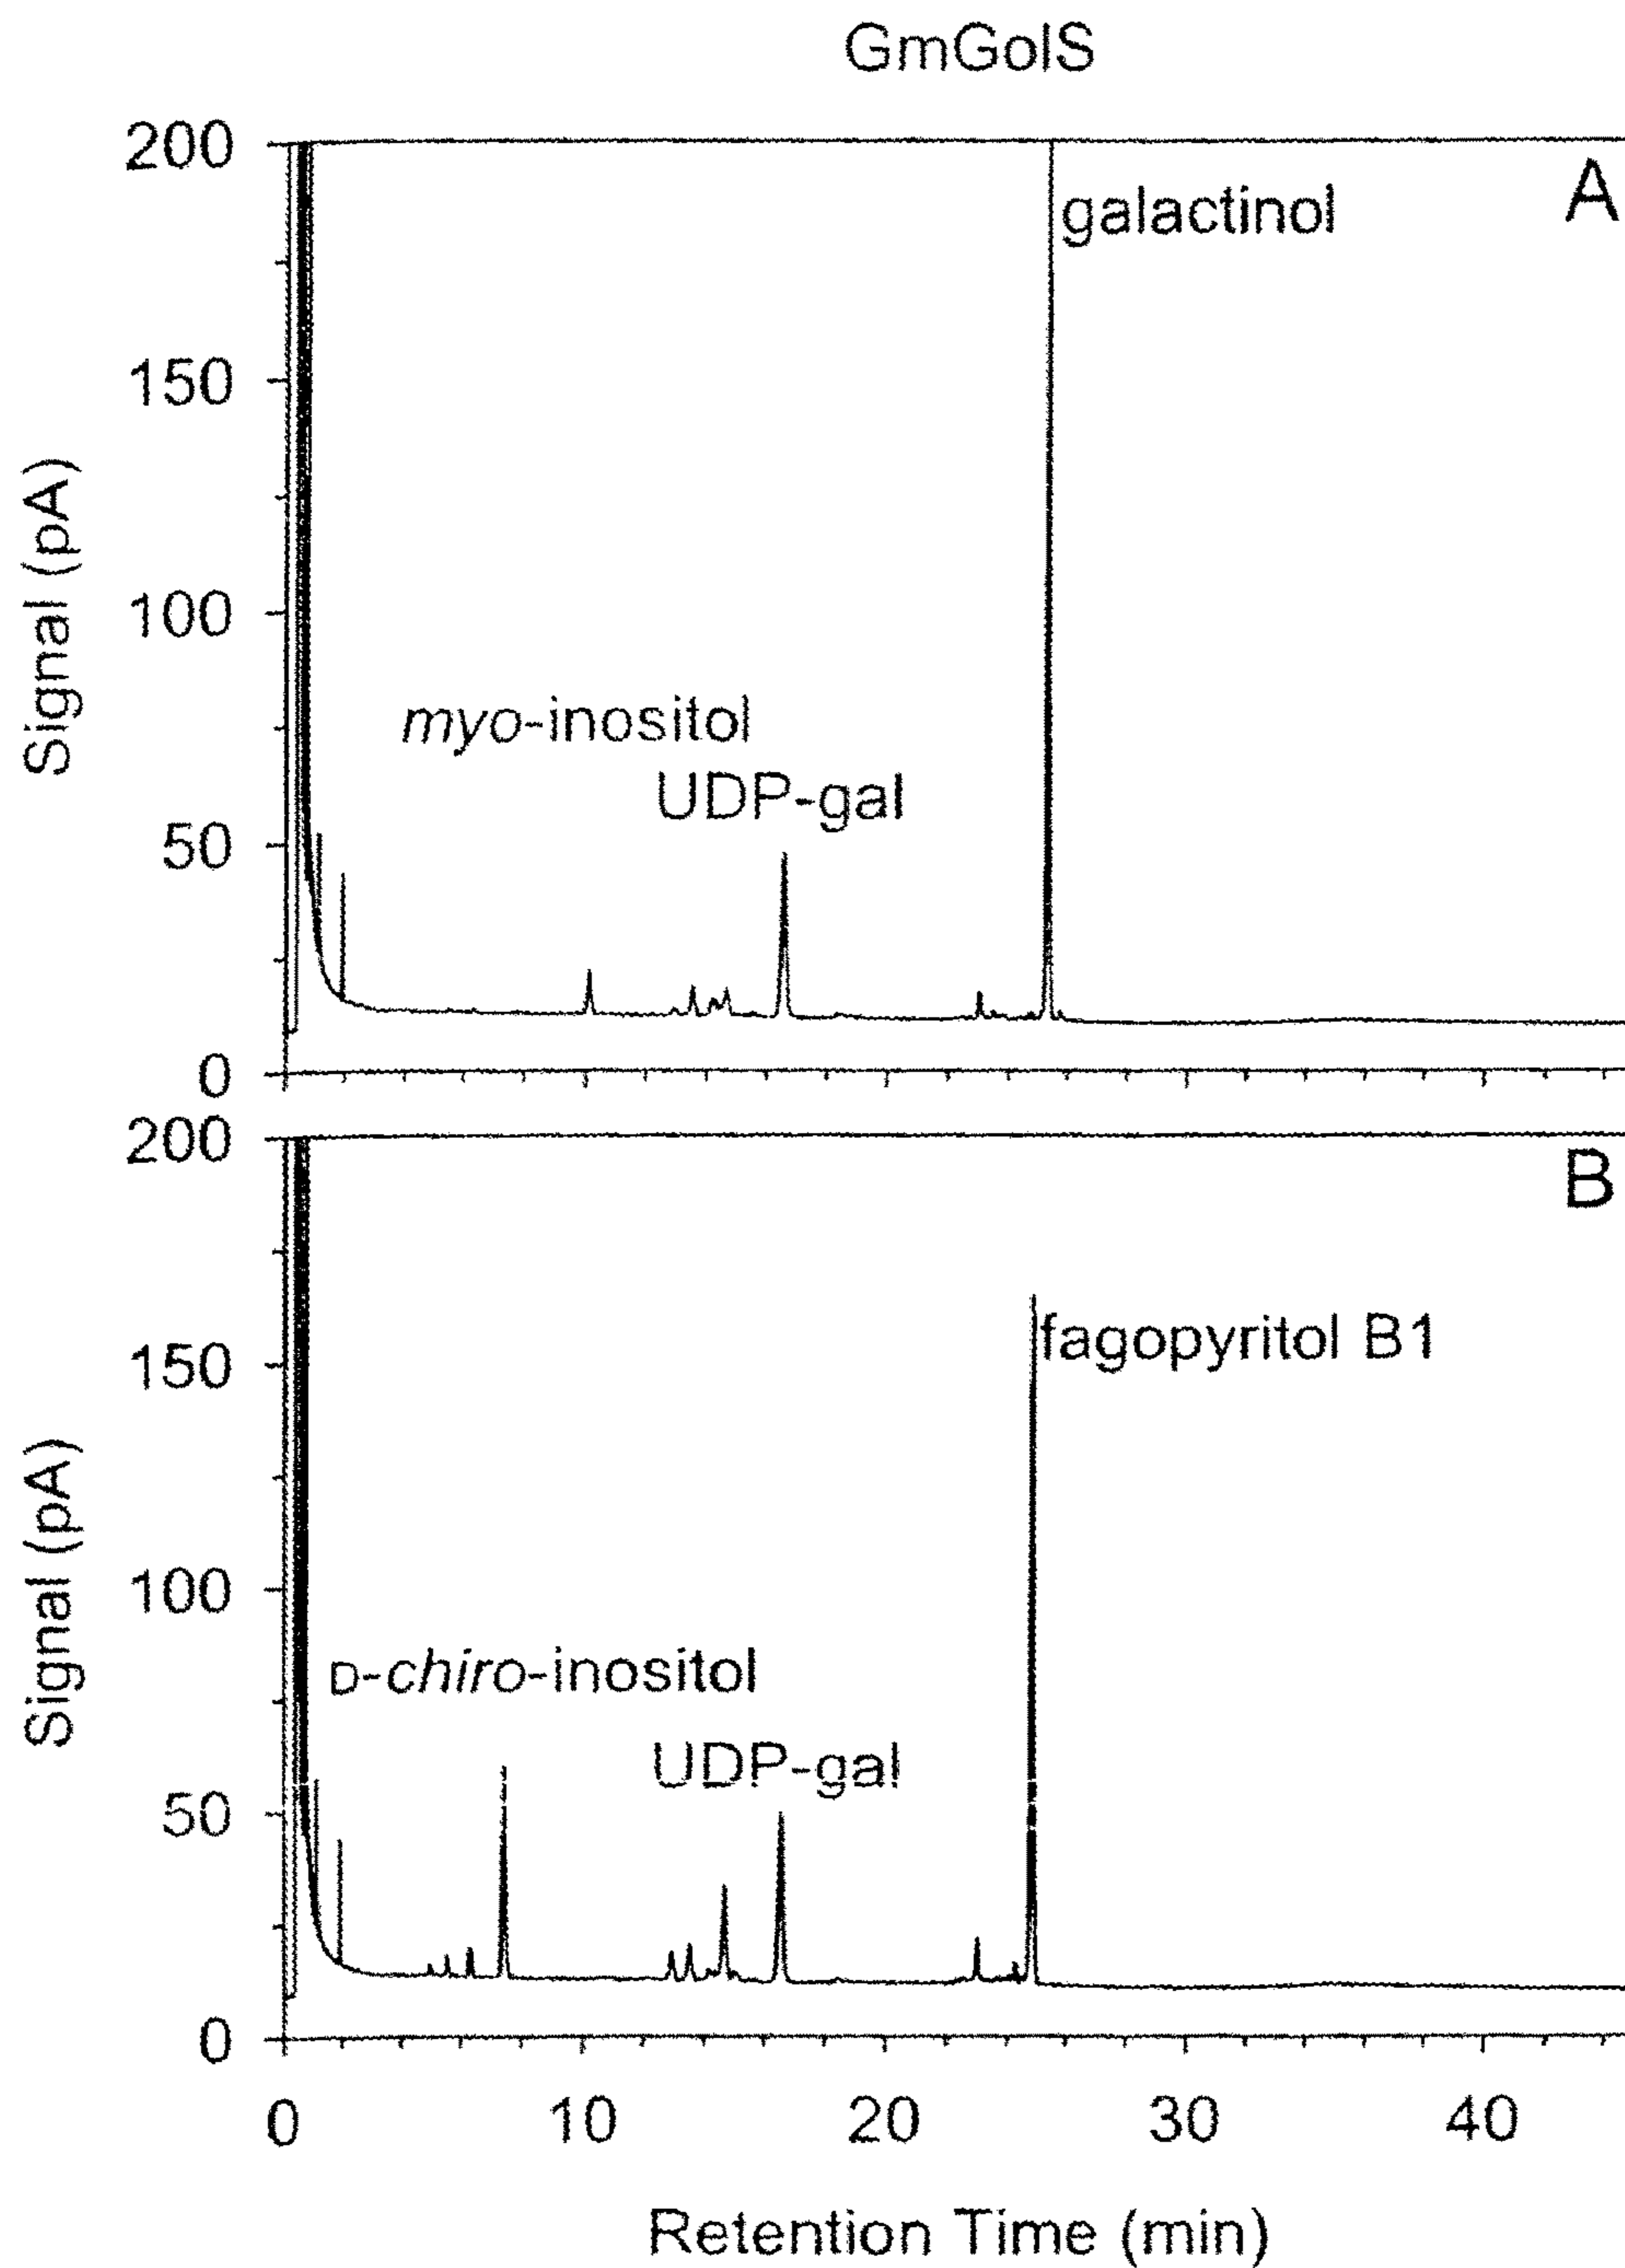 GmGolS
A
200
galactinol
150
Signal (pA)
100
myo-inositol
UDP-gal
50
0
200
B
fagopyritol B1
150
Signal (pA)
100
D-chiro-inositol
UDP-gal
50
0
0 10 20 30 40
Retention Time (min)